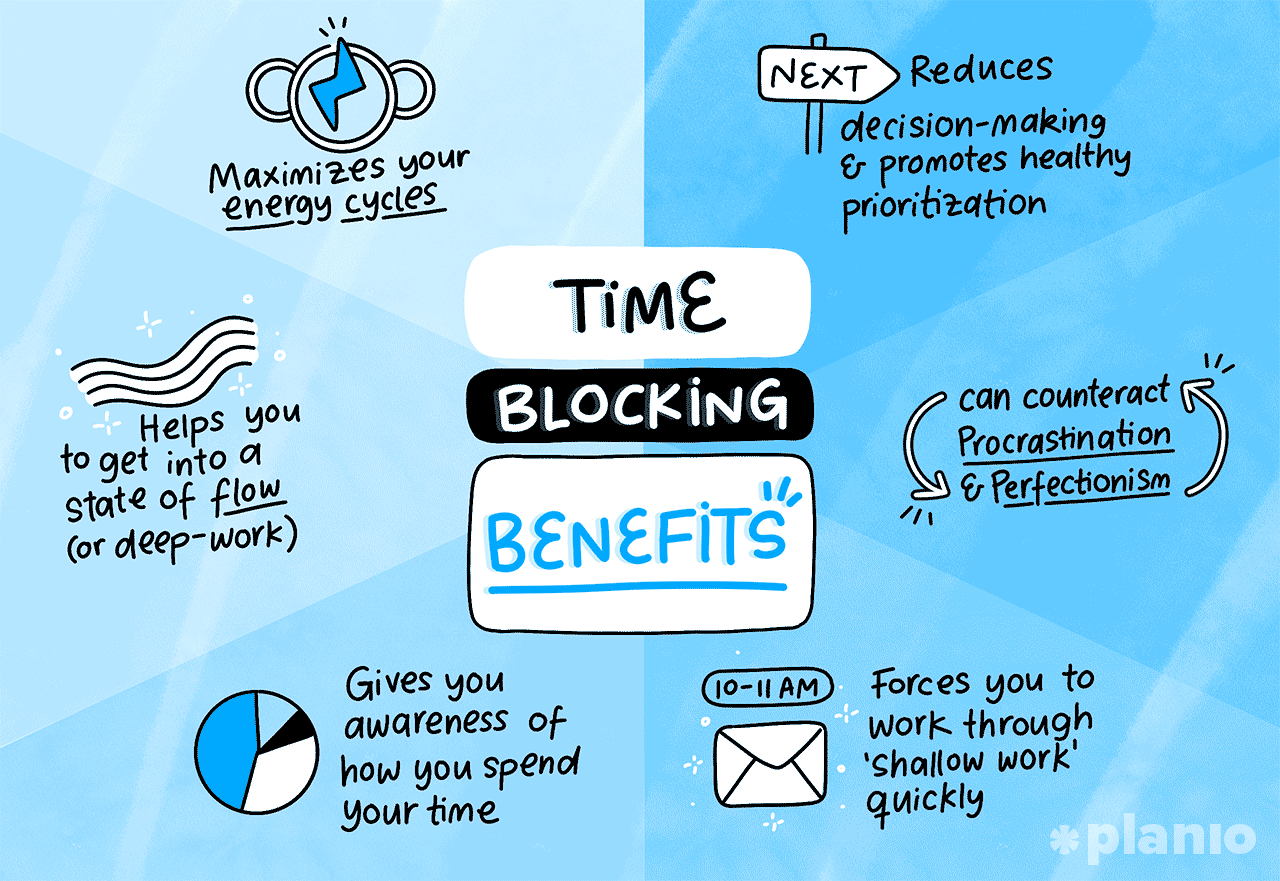 Maximizes your
energy cycles
NEXT
Reduces
decision-making
& promotes healthy
prioritization
TiME
BLOCKiNG
BENEFiTS
Helps you
to get into a
state of flow
(or deep-work)
can counteract
Procrastination
& Perfectionism
Gives you
awareness of
how you spend
your time
10-11 AM
Forces you to
work through
'shallow work'
quickly
planio